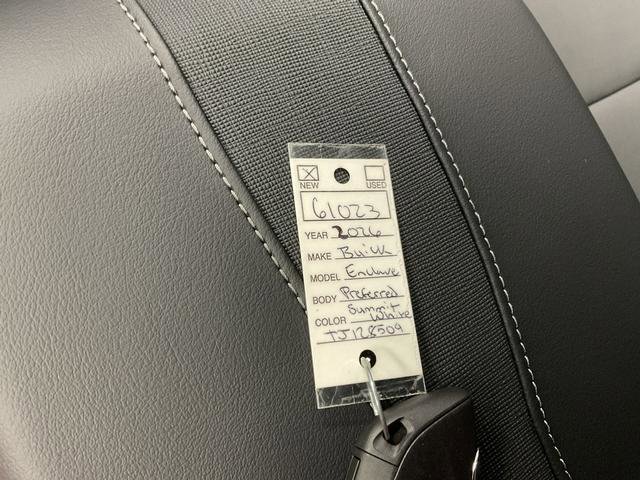 NEW USED
61023
YEAR 2026
MAKE Buick
MODEL Enclave
BODY Preferred
COLOR Summit White
TJ128509